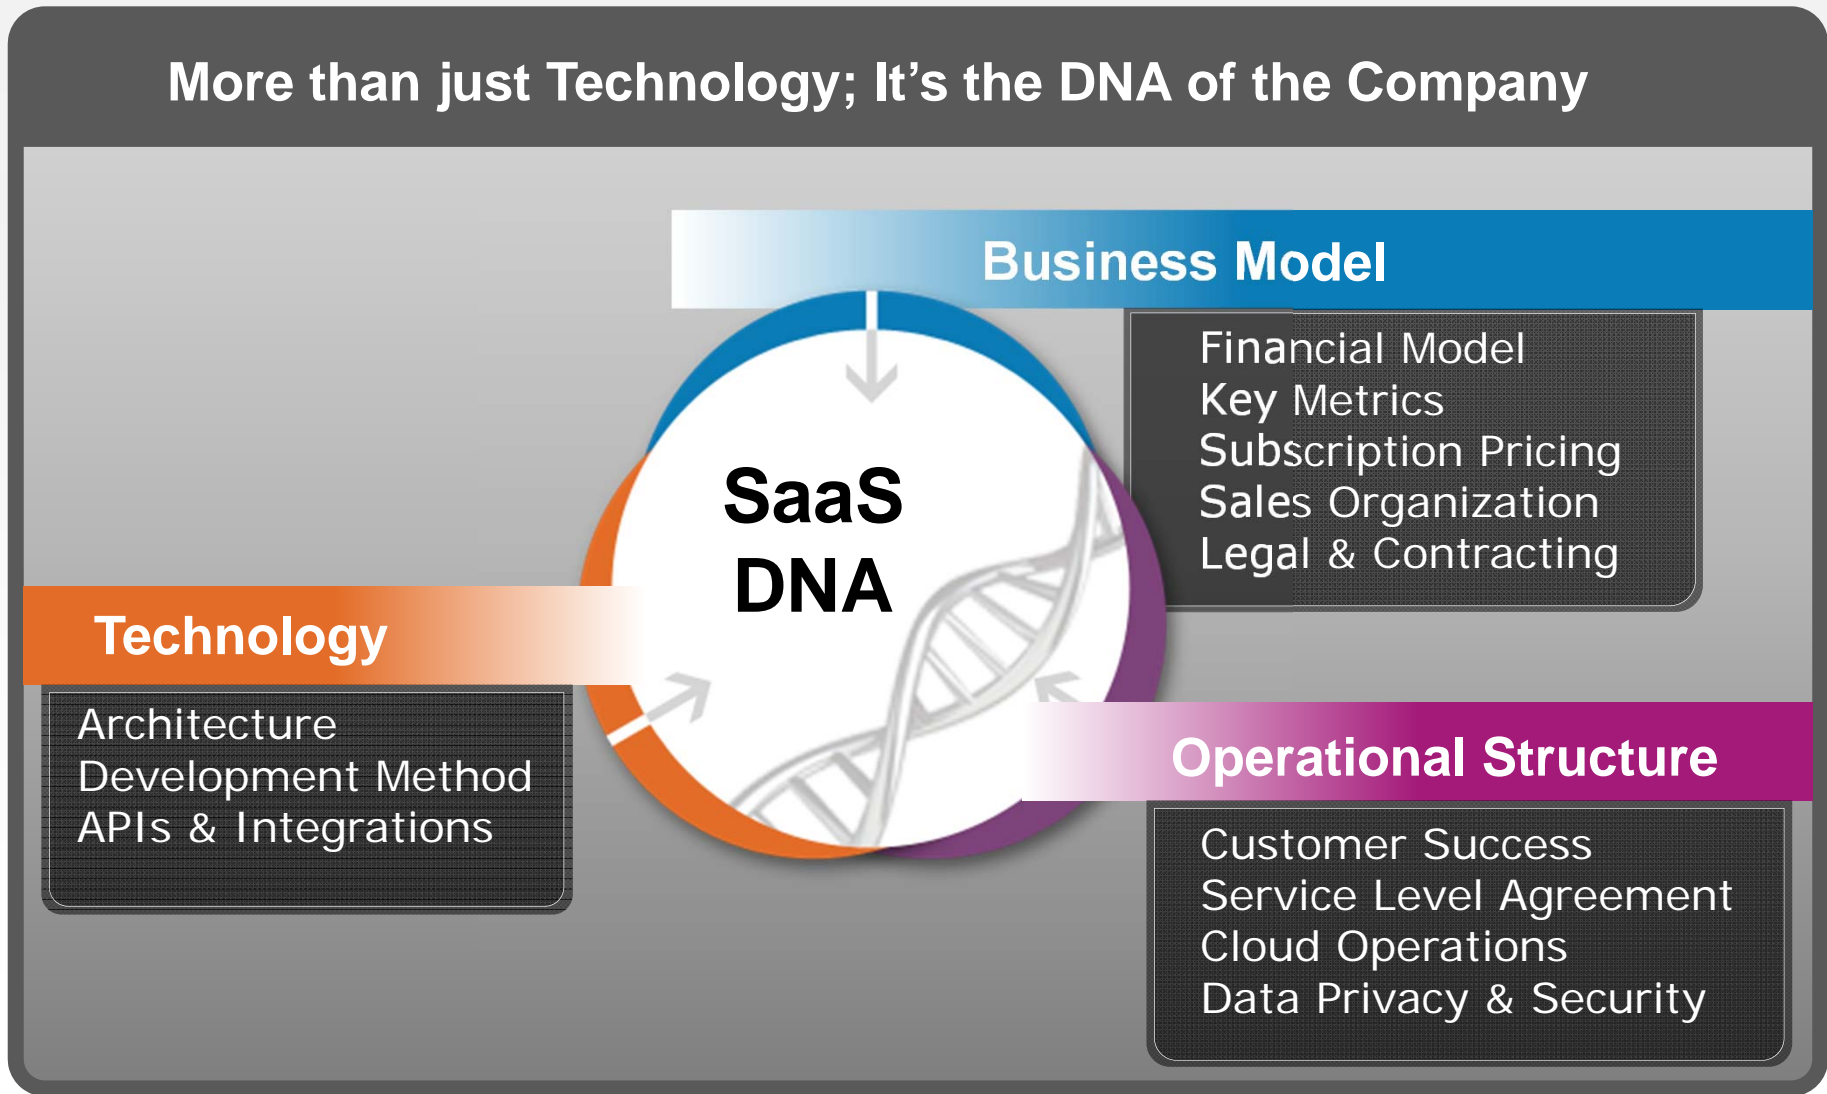 More than just Technology; It’s the DNA of the Company
Business Model
Financial Model
Key Metrics
Subscription Pricing
Sales Organization
Legal & Contracting
SaaS
DNA
Technology
Architecture
Development Method
APIs & Integrations
Operational Structure
Customer Success
Service Level Agreement
Cloud Operations
Data Privacy & Security